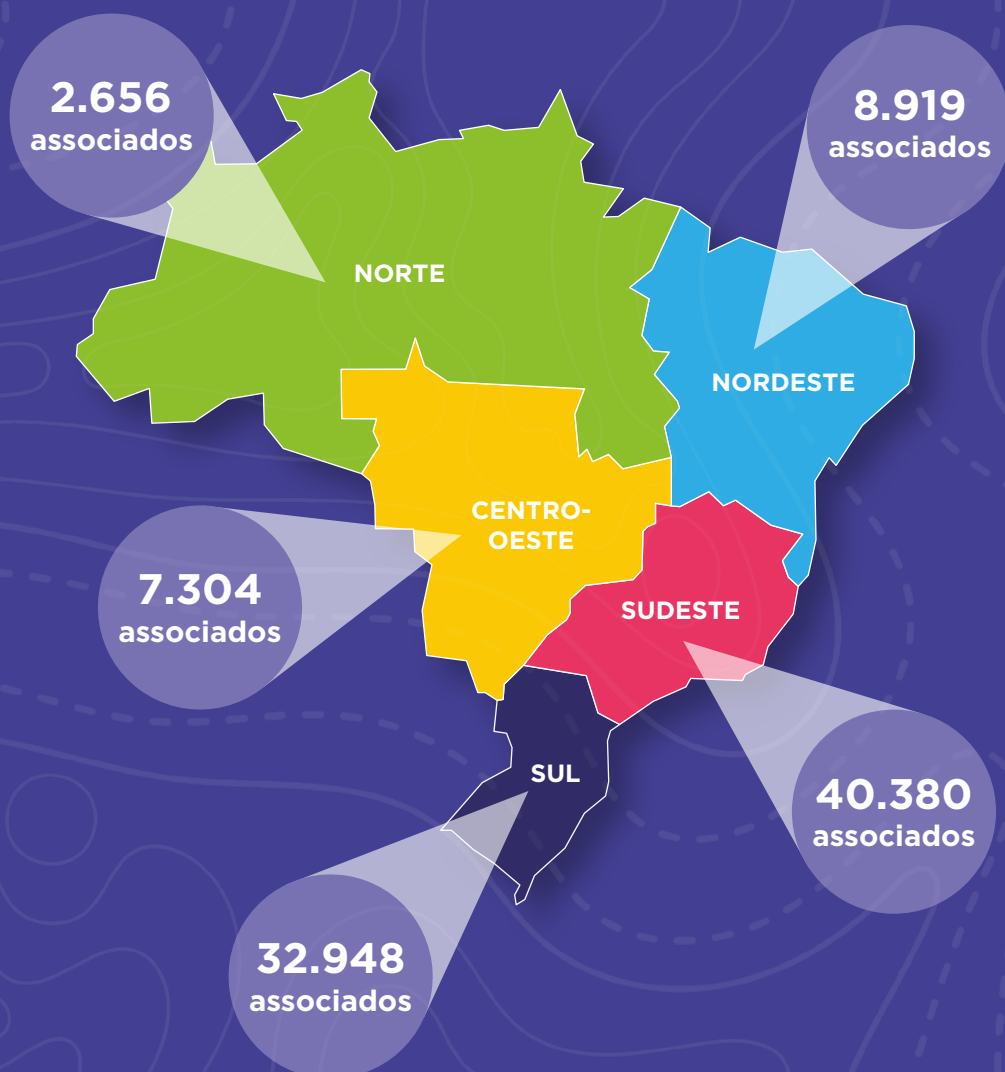 2.656
associados
8.919
associados
NORTE
NORDESTE
CENTRO-
OESTE
7.304
associados
SUDESTE
SUL
40.380
associados
32.948
associados